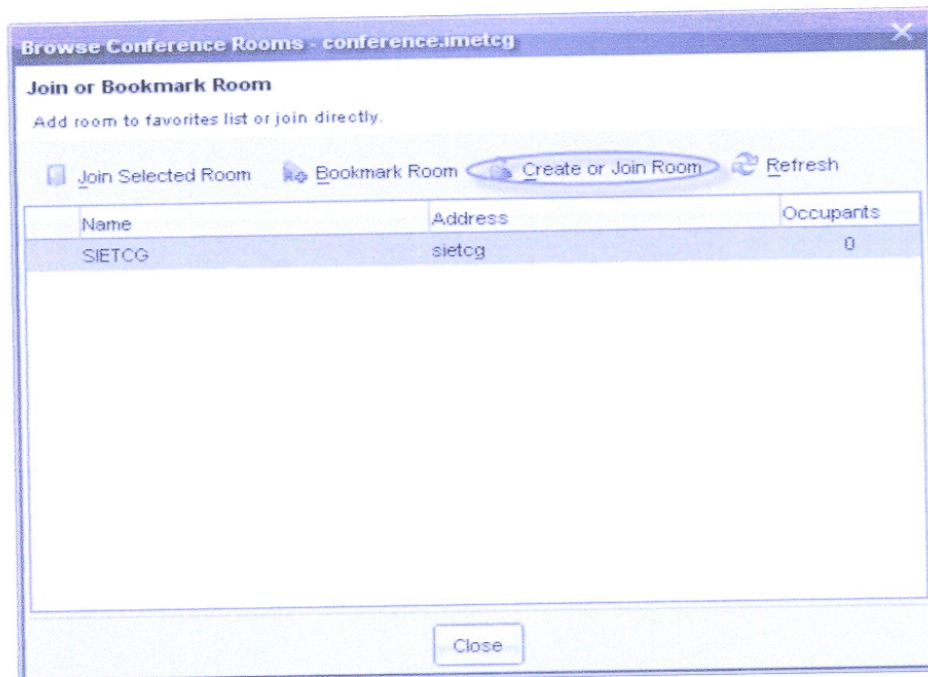 Browse Conference Rooms - conference.imetcg
Join or Bookmark Room
Add room to favorites list or join directly.
Join Selected Room Bookmark Room Create or Join Room Refresh
Name Address Occupants
SIETCG sietcg 0
Close